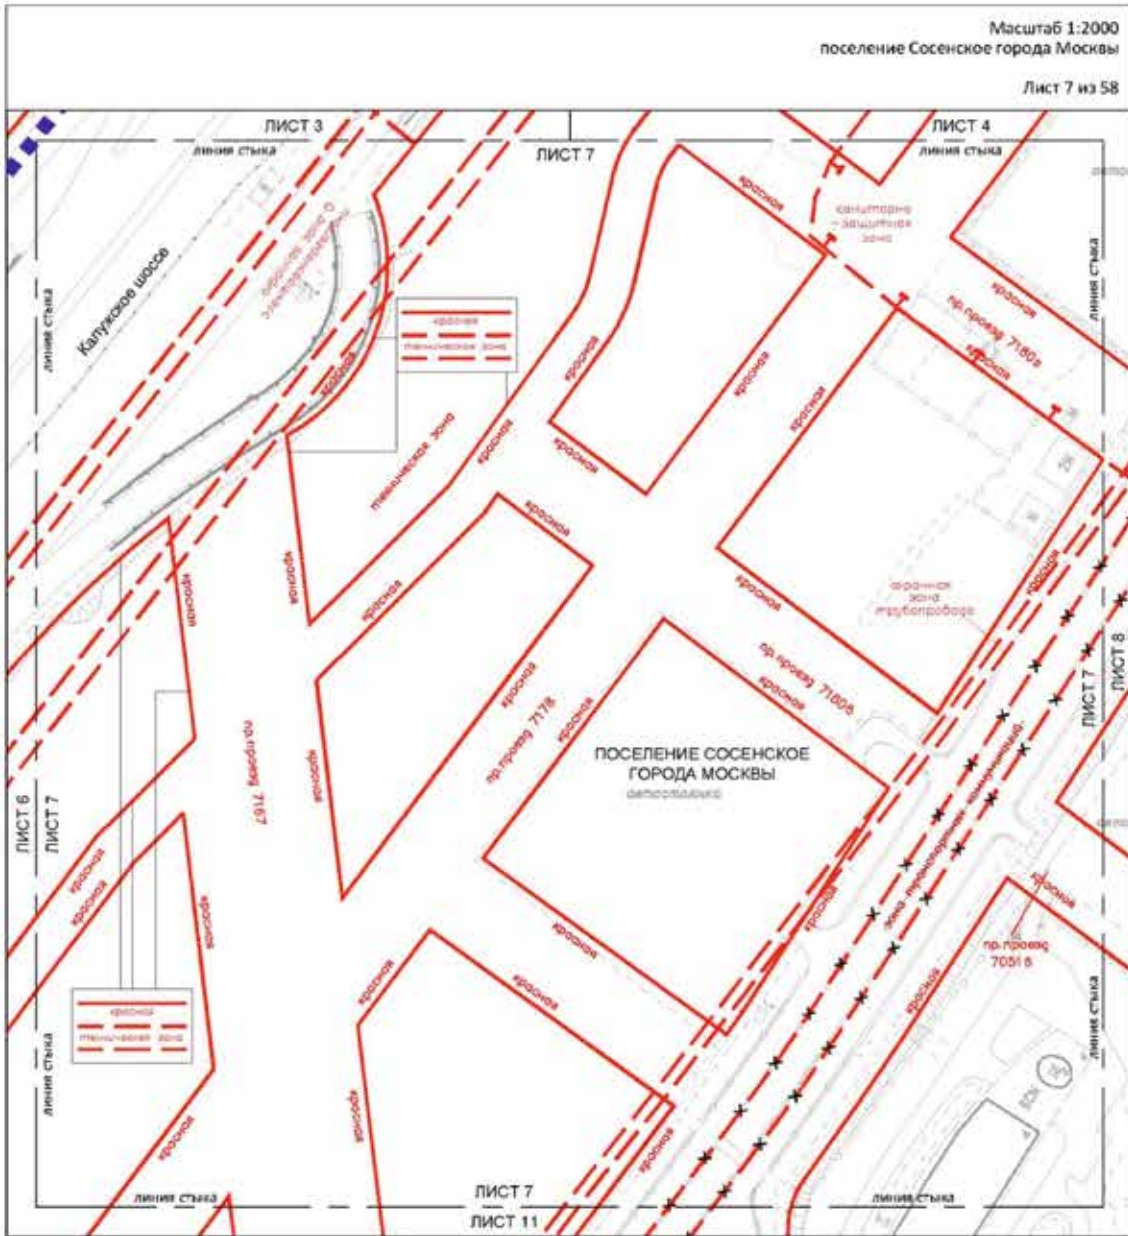 Масштаб 1:2000
поселение Сосенское города Москвы
Лист 7 из 58
ЛИСТ 3
ЛИСТ 4
линия стыка
ЛИСТ 7
линия стыка
красная
санитарно
- защитная
зона
Калужское шоссе
линия стыка
линия стыка
красная
пр.проезд 7180а
красная
красная
техническая зона
красная
красная
красная
красная
красная
техническая зона
красная
красная
красная
красная
красная
красная
красная
красная
охранная
зона
трубопровода
красная
красная
пр.проезд 7180б
красная
ЛИСТ 7
ЛИСТ 8
красная
пр.проезд 7178
красная
ПОСЕЛЕНИЕ СОСЕНСКОЕ
ГОРОДА МОСКВЫ
автостоянка
пр.проезд 7167
ЛИСТ 6
ЛИСТ 7
красная
красная
красная
красная
красная
красная
красная
красная
пр.проезд
7051б
красная
красная
техническая зона
линия стыка
линия стыка
красная
красная
красная
линия стыка
ЛИСТ 7
линия стыка
ЛИСТ 11